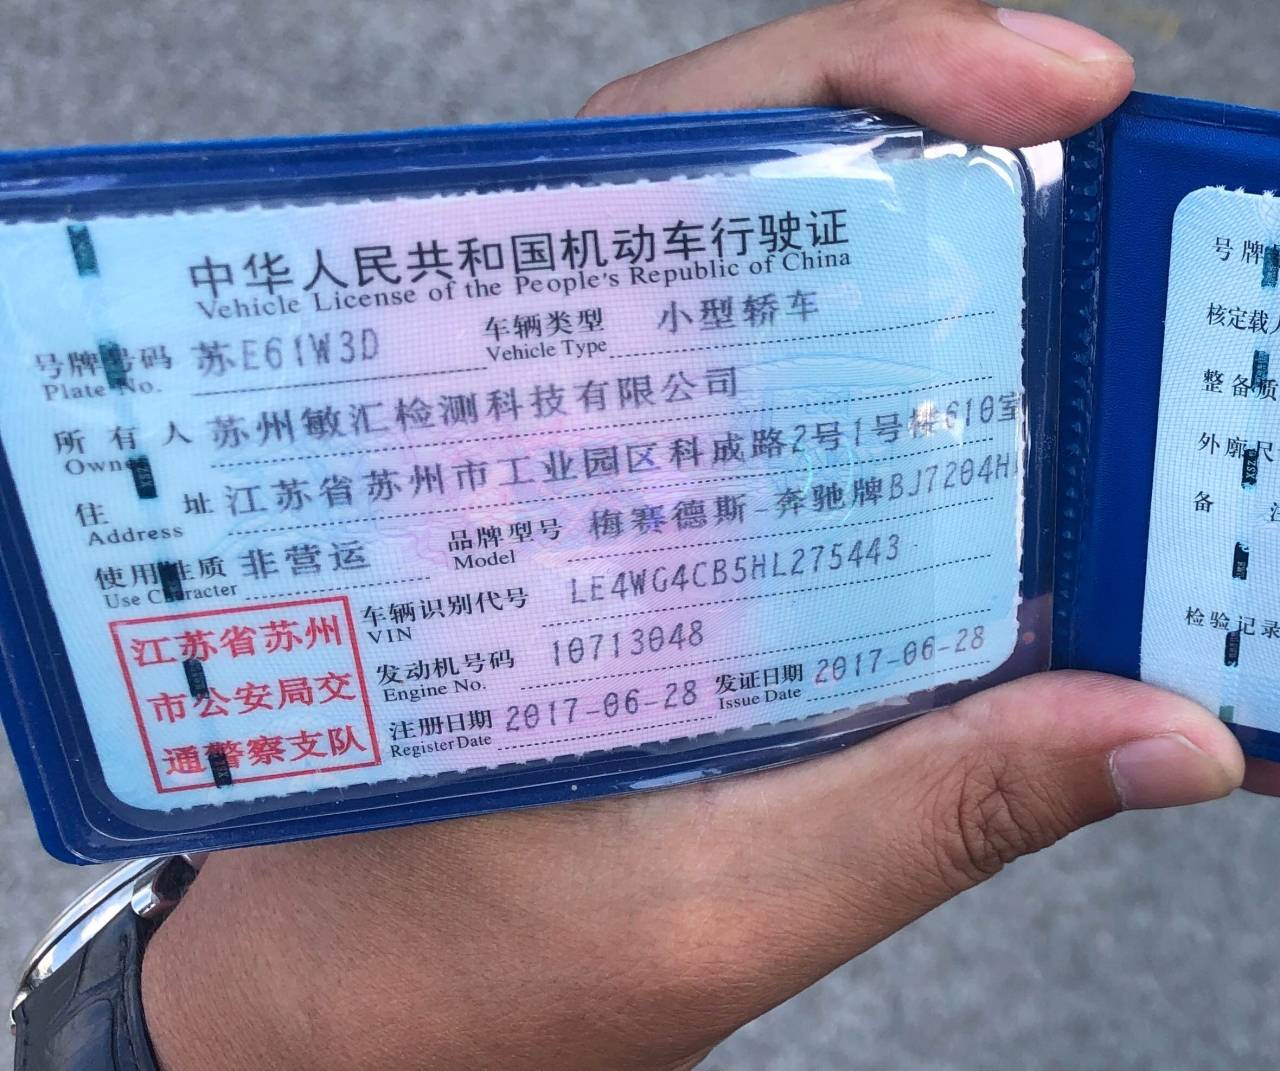 中华人民共和国机动车行驶证
Vehicle License of the People's Republic of China
号牌号码 苏E61W3D 车辆类型 小型轿车
Plate No. Vehicle Type
所有人 苏州敏汇检测科技有限公司
Owner
住址 江苏省苏州市工业园区科成路2号1号楼610室
Address
使用性质 非营运 品牌型号 梅赛德斯-奔驰牌BJ7204H
Use Character Model
车辆识别代号 LE4WG4CB5HL275443
VIN
发动机号码 10713048
Engine No.
注册日期 2017-06-28 发证日期 2017-06-28
Register Date Issue Date
江苏省苏州
市公安局交
通警察支队
号牌
核定载人
整备质
外廓尺
备
检验记录